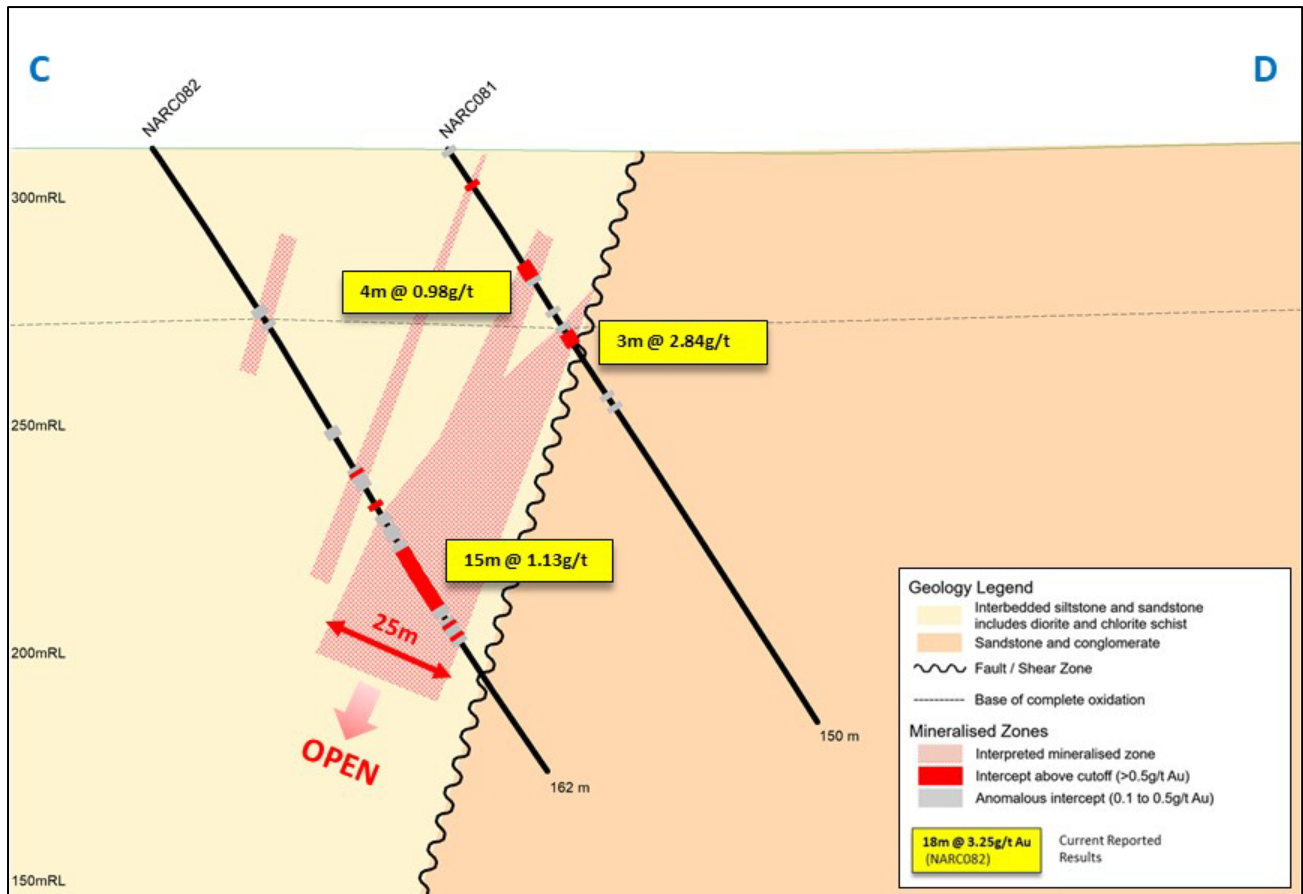 C
D
NARC082
NARC081
300mRL
4m @ 0.98g/t
3m @ 2.84g/t
250mRL
15m @ 1.13g/t
25m
200mRL
OPEN
150 m
162 m
150mRL
Geology Legend
Interbedded siltstone and sandstone
includes diorite and chlorite schist
Sandstone and conglomerate
Fault / Shear Zone
Base of complete oxidation
Mineralised Zones
Interpreted mineralised zone
Intercept above cutoff (>0.5g/t Au)
Anomalous intercept (0.1 to 0.5g/t Au)
18m @ 3.25g/t Au
(NARC082)
Current Reported
Results